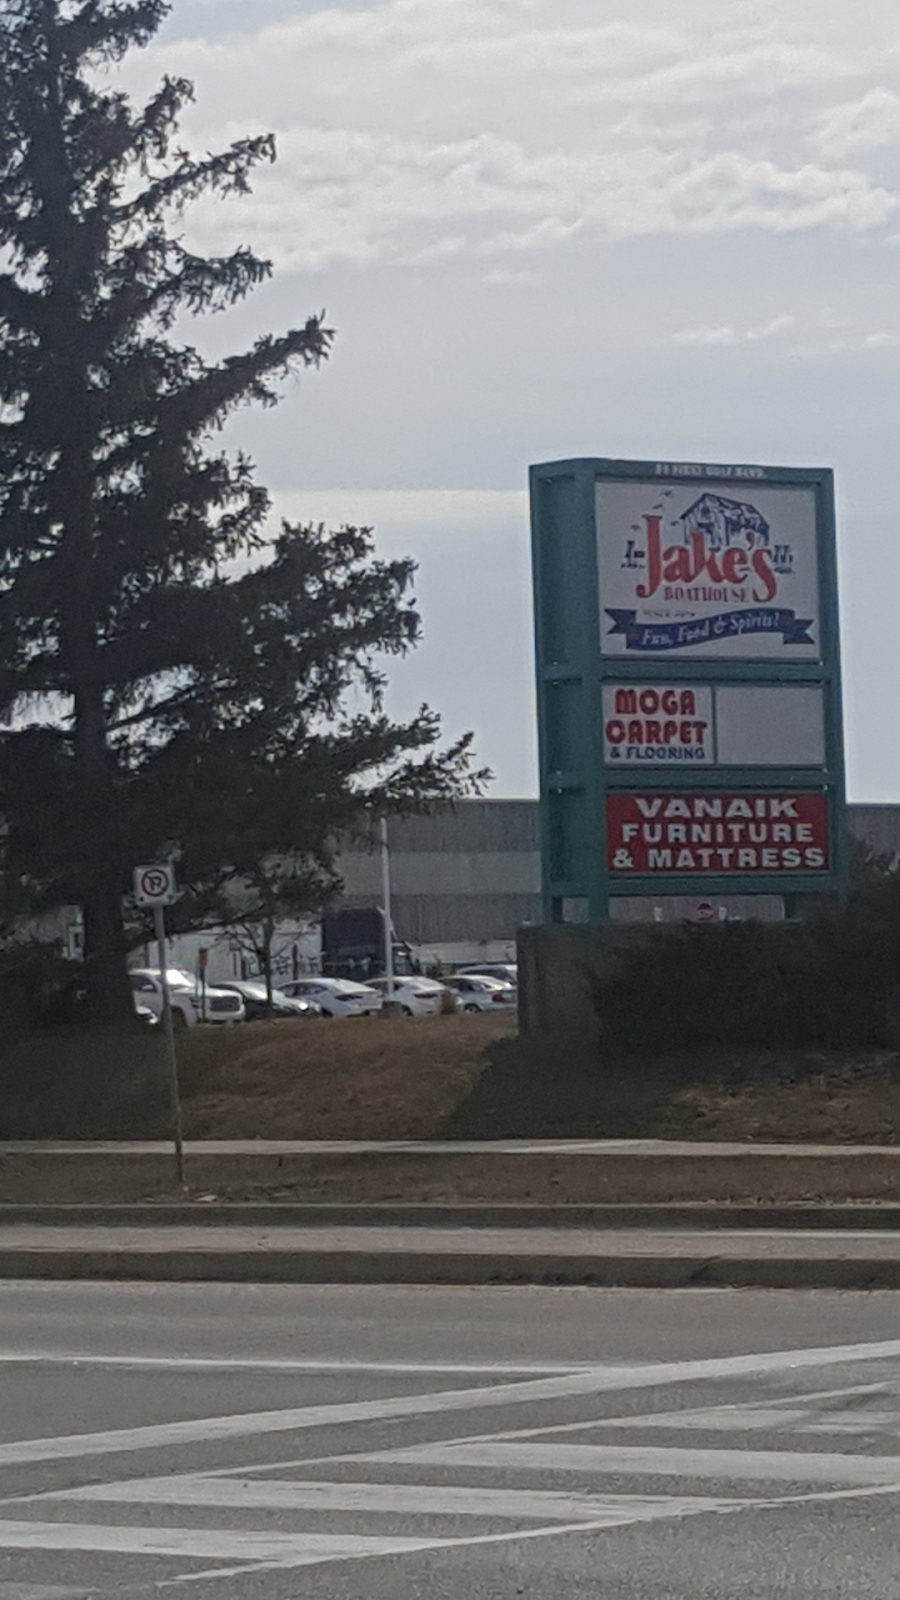 Jake's
BOATHOUSE
Fun, Food & Spirits!
MOGA
CARPET
& FLOORING
VANAIK
FURNITURE
& MATTRESS